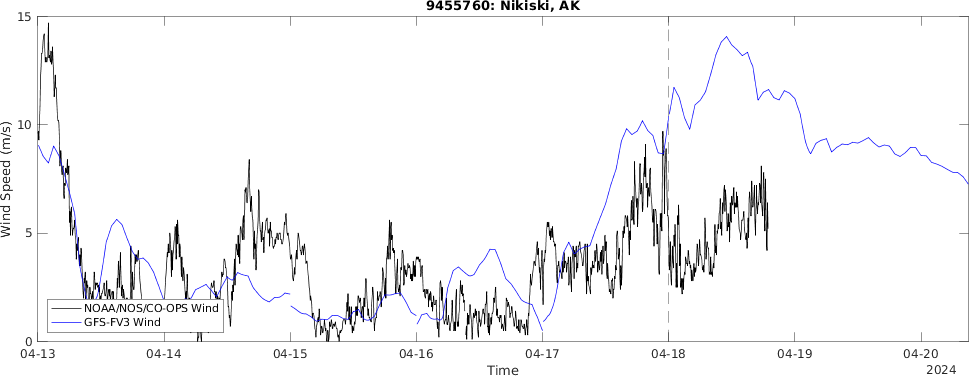 9455760: Nikiski, AK
Wind Speed (m/s)
15
10
5
0
NOAA/NOS/CO-OPS Wind
GFS-FV3 Wind
04-13 04-14 04-15 04-16 04-17 04-18 04-19 04-20
Time
2024